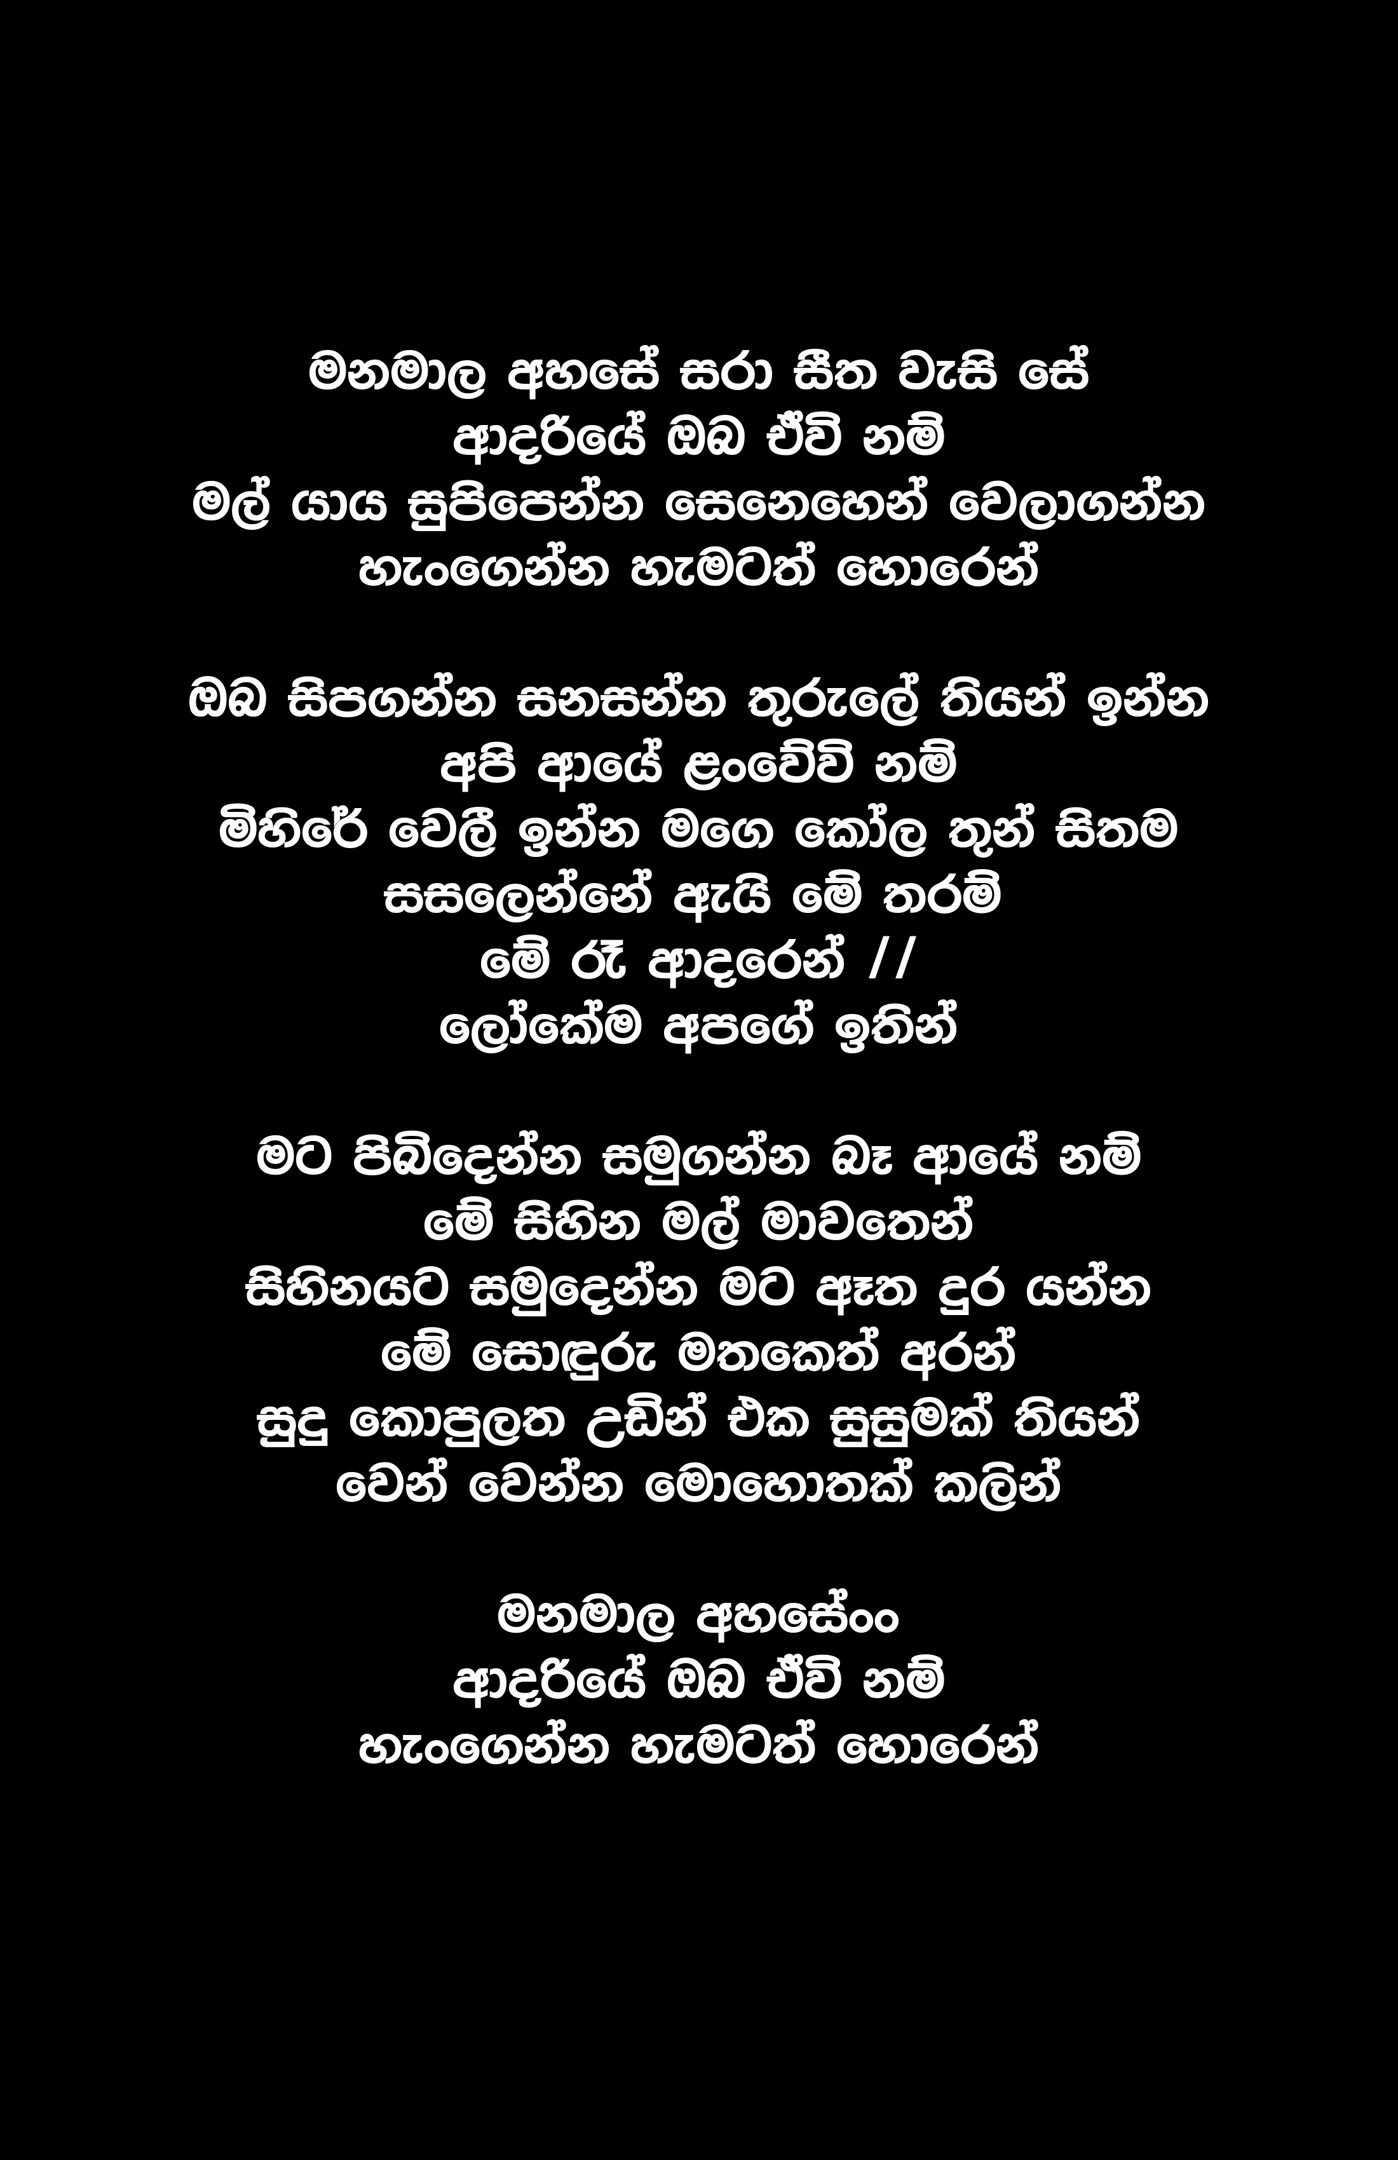 මනමාල අහසේ සරා සීත වැසි සේ
ආදරියේ ඔබ ඒවි නම්
මල් යාය සුපිපෙන්න සෙනෙහෙන් වෙලාගන්න
හැංගෙන්න හැමටත් හොරෙන්
ඔබ සිපගන්න සනසන්න තුරුලේ තියන් ඉන්න
අපි ආයේ ළංවේවි නම්
මිහිරේ වෙලී ඉන්න මගෙ කෝල තුන් සිතම
සසලෙන්නේ ඇයි මේ තරම්
මේ රෑ ආදරෙන් //
ලෝකේම අපගේ ඉතින්
මට පිබිදෙන්න සමුගන්න බෑ ආයේ නම්
මේ සිහින මල් මාවතෙන්
සිහිනයට සමුදෙන්න මට ඈත දුර යන්න
මේ සොඳුරු මතකෙත් අරන්
සුදු කොපුලත උඩින් එක සුසුමක් තියන්
වෙන් වෙන්න මොහොතක් කලින්
මනමාල අහසේංං
ආදරියේ ඔබ ඒවි නම්
හැංගෙන්න හැමටත් හොරෙන්